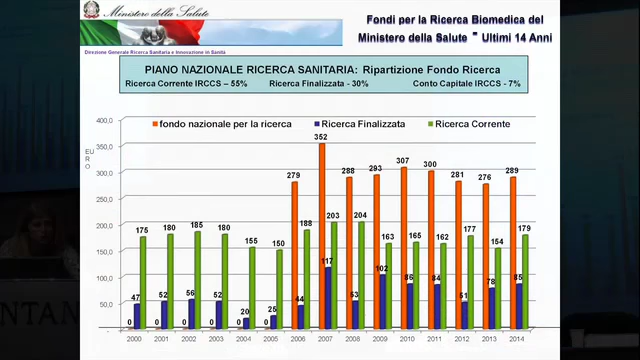 Ministero della Salute
Direzione Generale Ricerca Sanitaria e Innovazione in Sanità
Fondi per la Ricerca Biomedica del
Ministero della Salute - Ultimi 14 Anni
PIANO NAZIONALE RICERCA SANITARIA: Ripartizione Fondo Ricerca
Ricerca Corrente IRCCS – 55% Ricerca Finalizzata - 30% Conto Capitale IRCCS - 7%
fondo nazionale per la ricerca Ricerca Finalizzata Ricerca Corrente
EURO
400,0
350,0
300,0
250,0
200,0
150,0
100,0
50,0
0 47 175
0 52 180
0 56 185
0 52 180
0 20 155
0 25 150
279 44 188
352 117 203
288 53 204
293 102 163
307 86 165
300 84 162
281 51 177
276 78 154
289 85 179
2000 2001 2002 2003 2004 2005 2006 2007 2008 2009 2010 2011 2012 2013 2014
NTAN